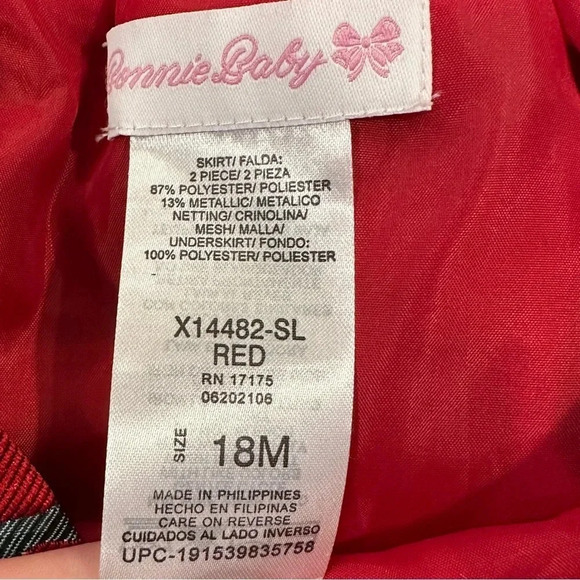 Bonnie Baby
SKIRT/ FALDA:
2 PIECE/ 2 PIEZA
87% POLYESTER/ POLIESTER
13% METALLIC/ METALICO
NETTING/ CRINOLINA/
MESH/ MALLA/
UNDERSKIRT/ FONDO:
100% POLYESTER/ POLIESTER
X14482-SL
RED
RN 17175
06202106
SIZE 18M
MADE IN PHILIPPINES
HECHO EN FILIPINAS
CARE ON REVERSE
CUIDADOS AL LADO INVERSO
UPC-191539835758